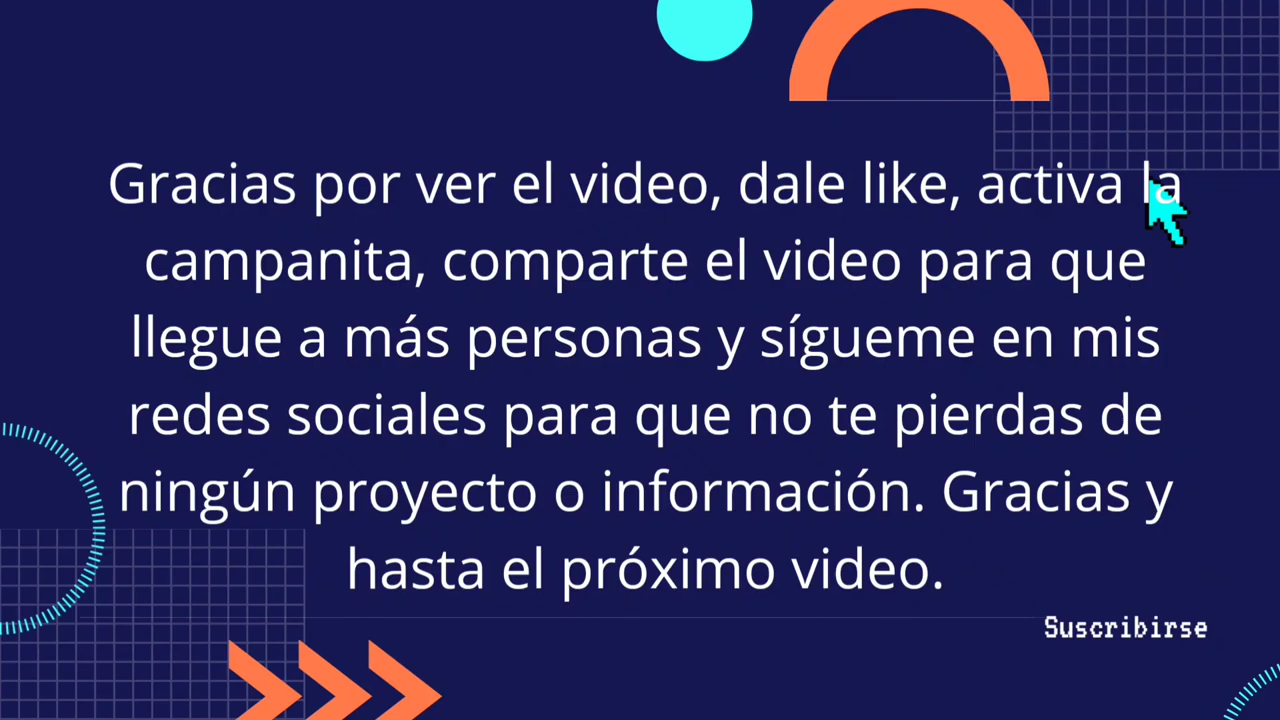 Gracias por ver el video, dale like, activa la
campanita, comparte el video para que
llegue a más personas y sígueme en mis
redes sociales para que no te pierdas de
ningún proyecto o información. Gracias y
hasta el próximo video.
Suscribirse